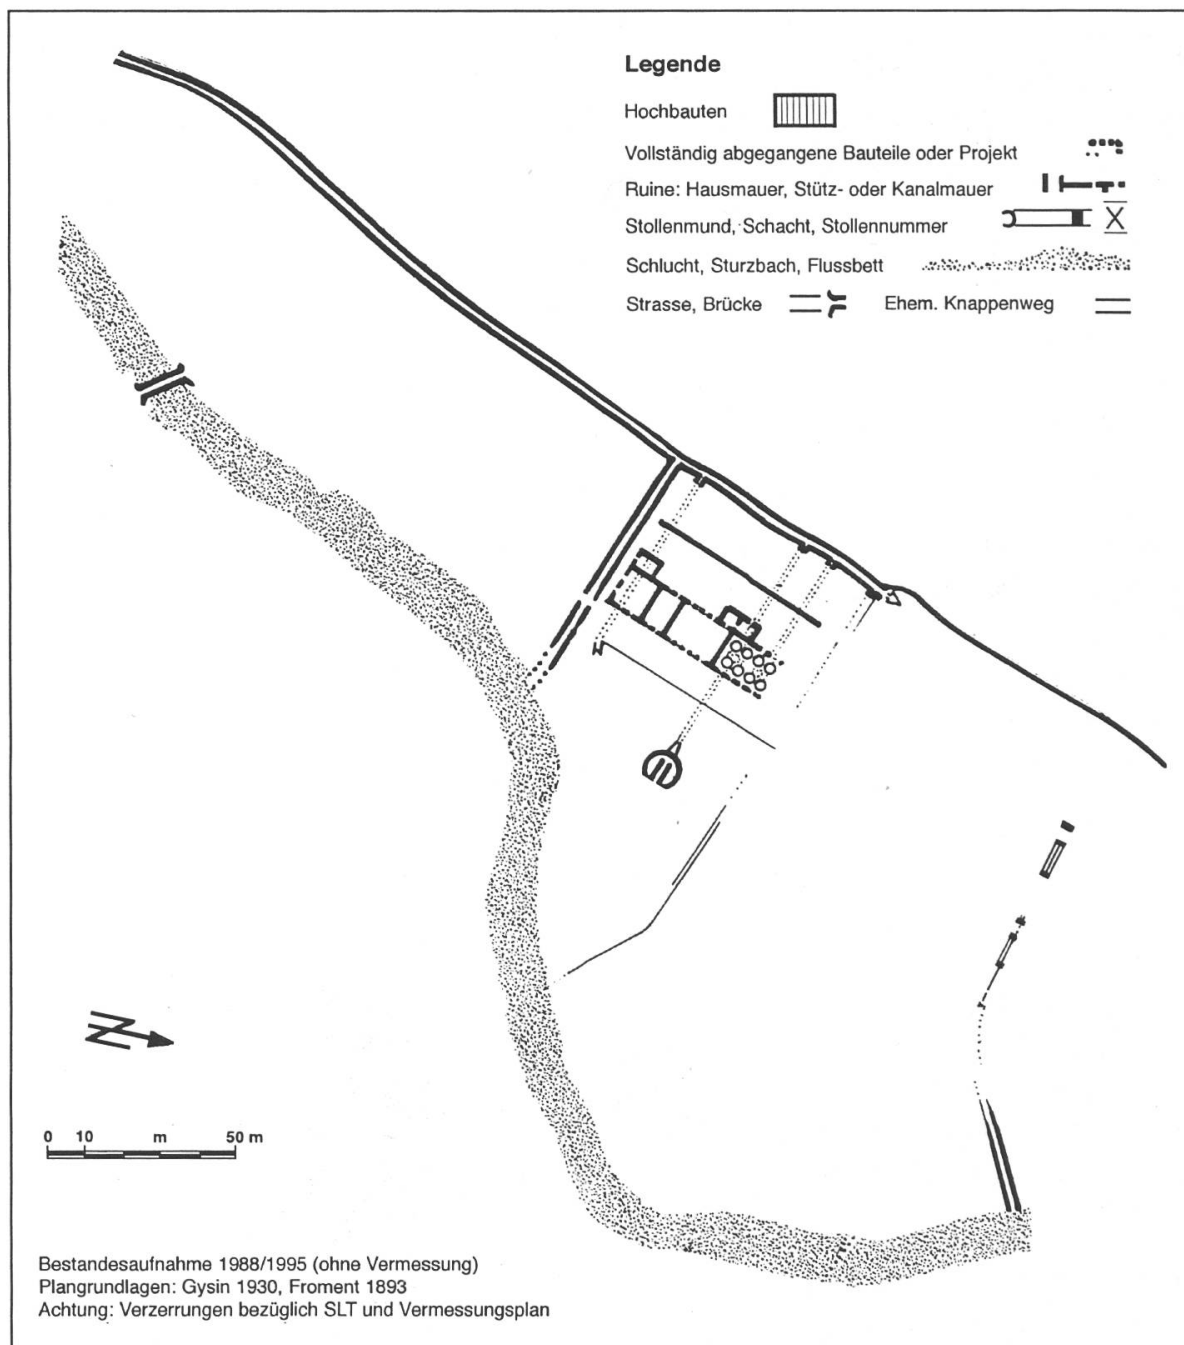 Legende
Hochbauten
Vollständig abgegangene Bauteile oder Projekt
Ruine: Hausmauer, Stütz- oder Kanalmauer
Stollenmund, Schacht, Stollennummer
Schlucht, Sturzbach, Flussbett
Strasse, Brücke Ehem. Knappenweg
N
0 10 m 50 m
Bestandesaufnahme 1988/1995 (ohne Vermessung)
Plangrundlagen: Gysin 1930, Froment 1893
Achtung: Verzerrungen bezüglich SLT und Vermessungsplan